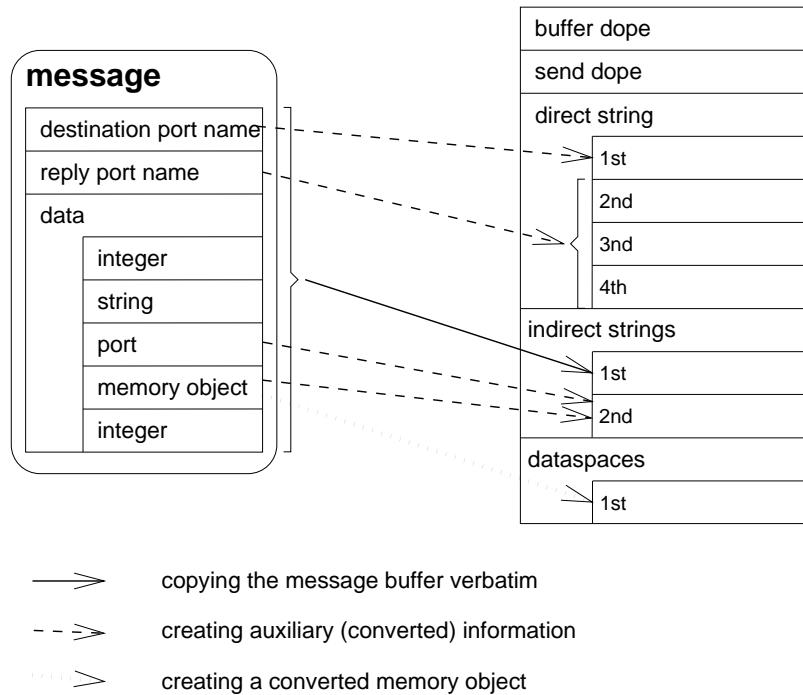 message
destination port name
reply port name
data
integer
string
port
memory object
integer
buffer dope
send dope
direct string
1st
2nd
3nd
4th
indirect strings
1st
2nd
dataspaces
1st
copying the message buffer verbatim
creating auxiliary (converted) information
creating a converted memory object